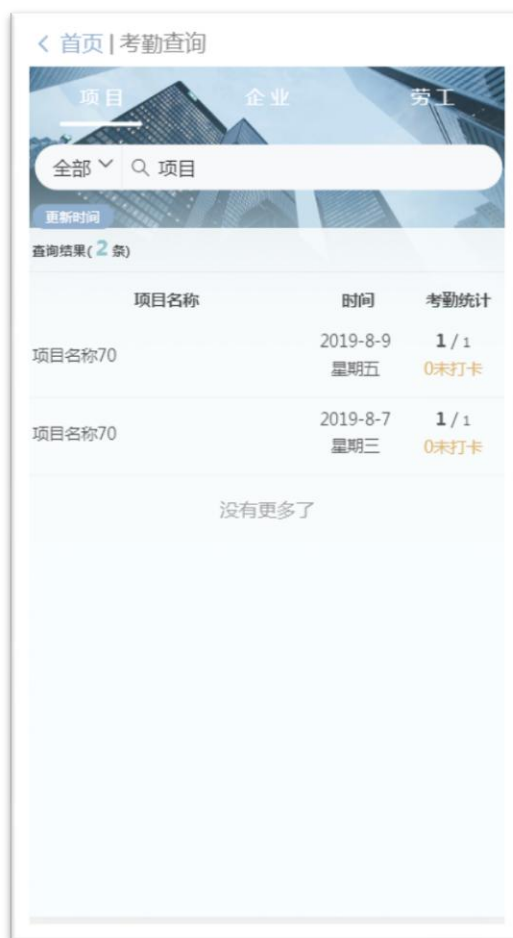 首页 | 考勤查询
项目 企业 劳工
全部 项目
更新时间
查询结果( 2 条)
项目名称 时间 考勤统计
2019-8-9 1 / 1
项目名称70
星期五 0未打卡
2019-8-7 1 / 1
项目名称70
星期三 0未打卡
没有更多了